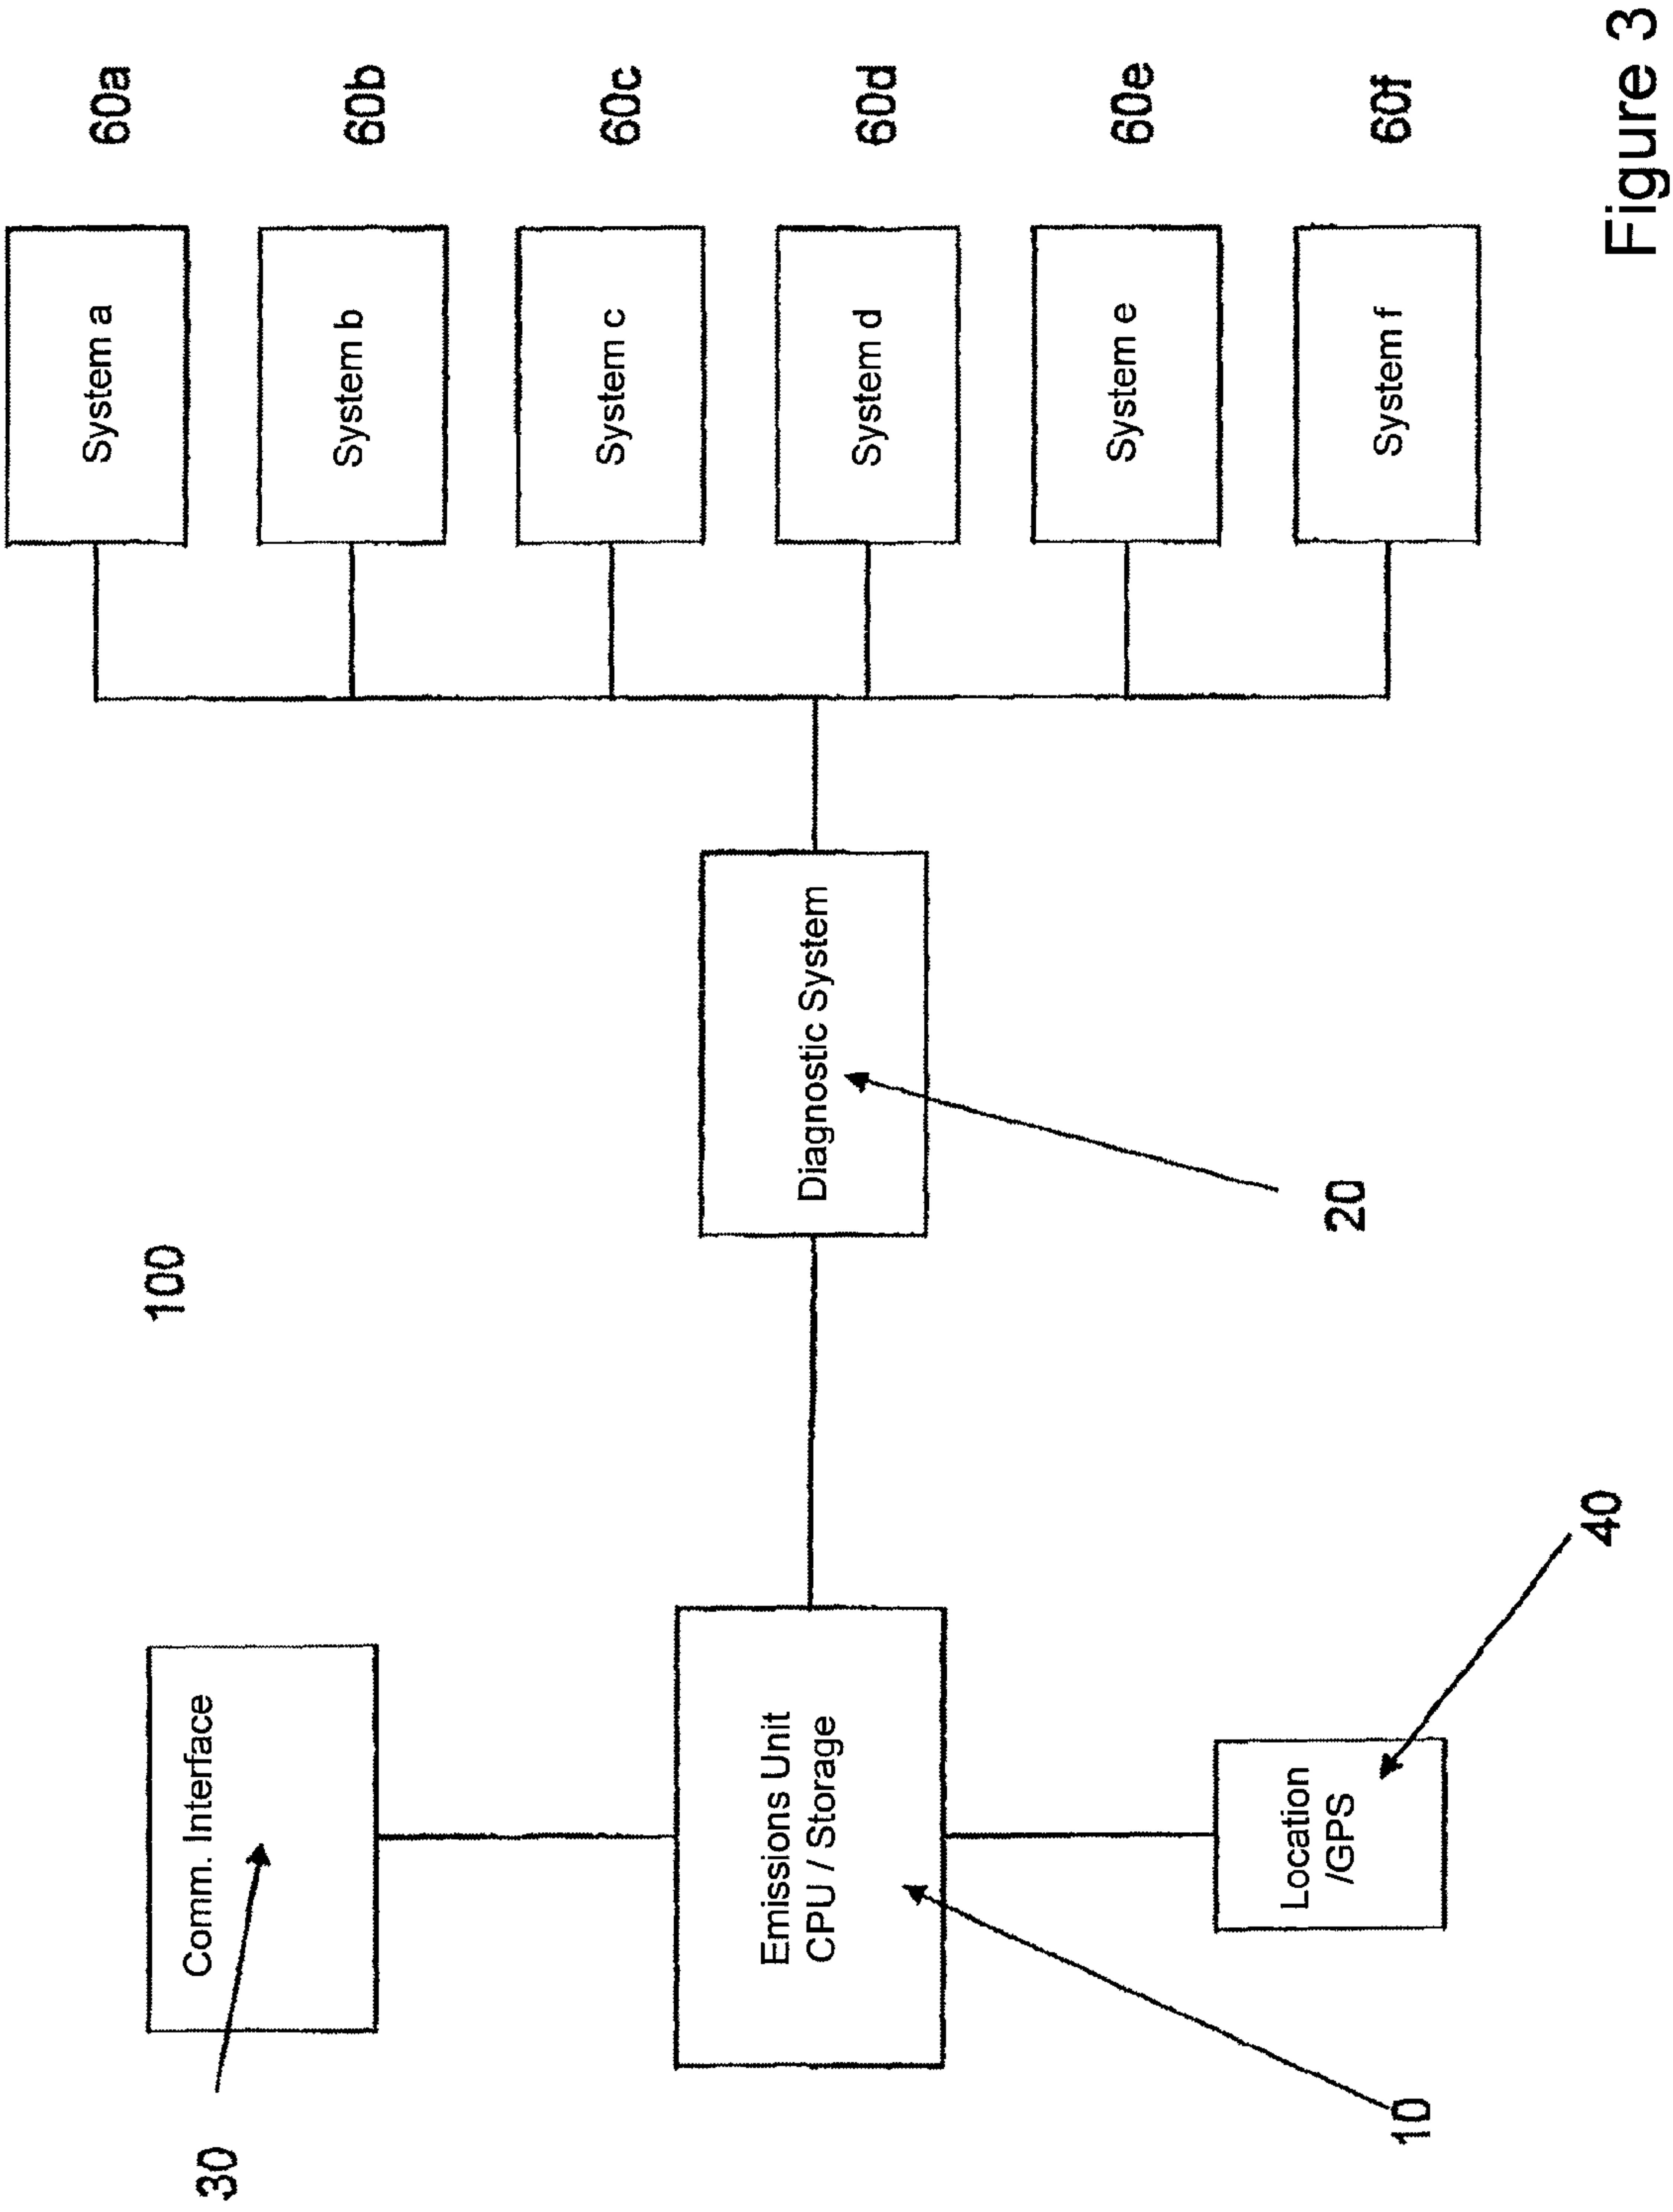 100
30
Comm. Interface
Emissions Unit
CPU / Storage
10
Location
/GPS
40
Diagnostic System
20
System a
60a
System b
60b
System c
60c
System d
60d
System e
60e
System f
60f
Figure 3